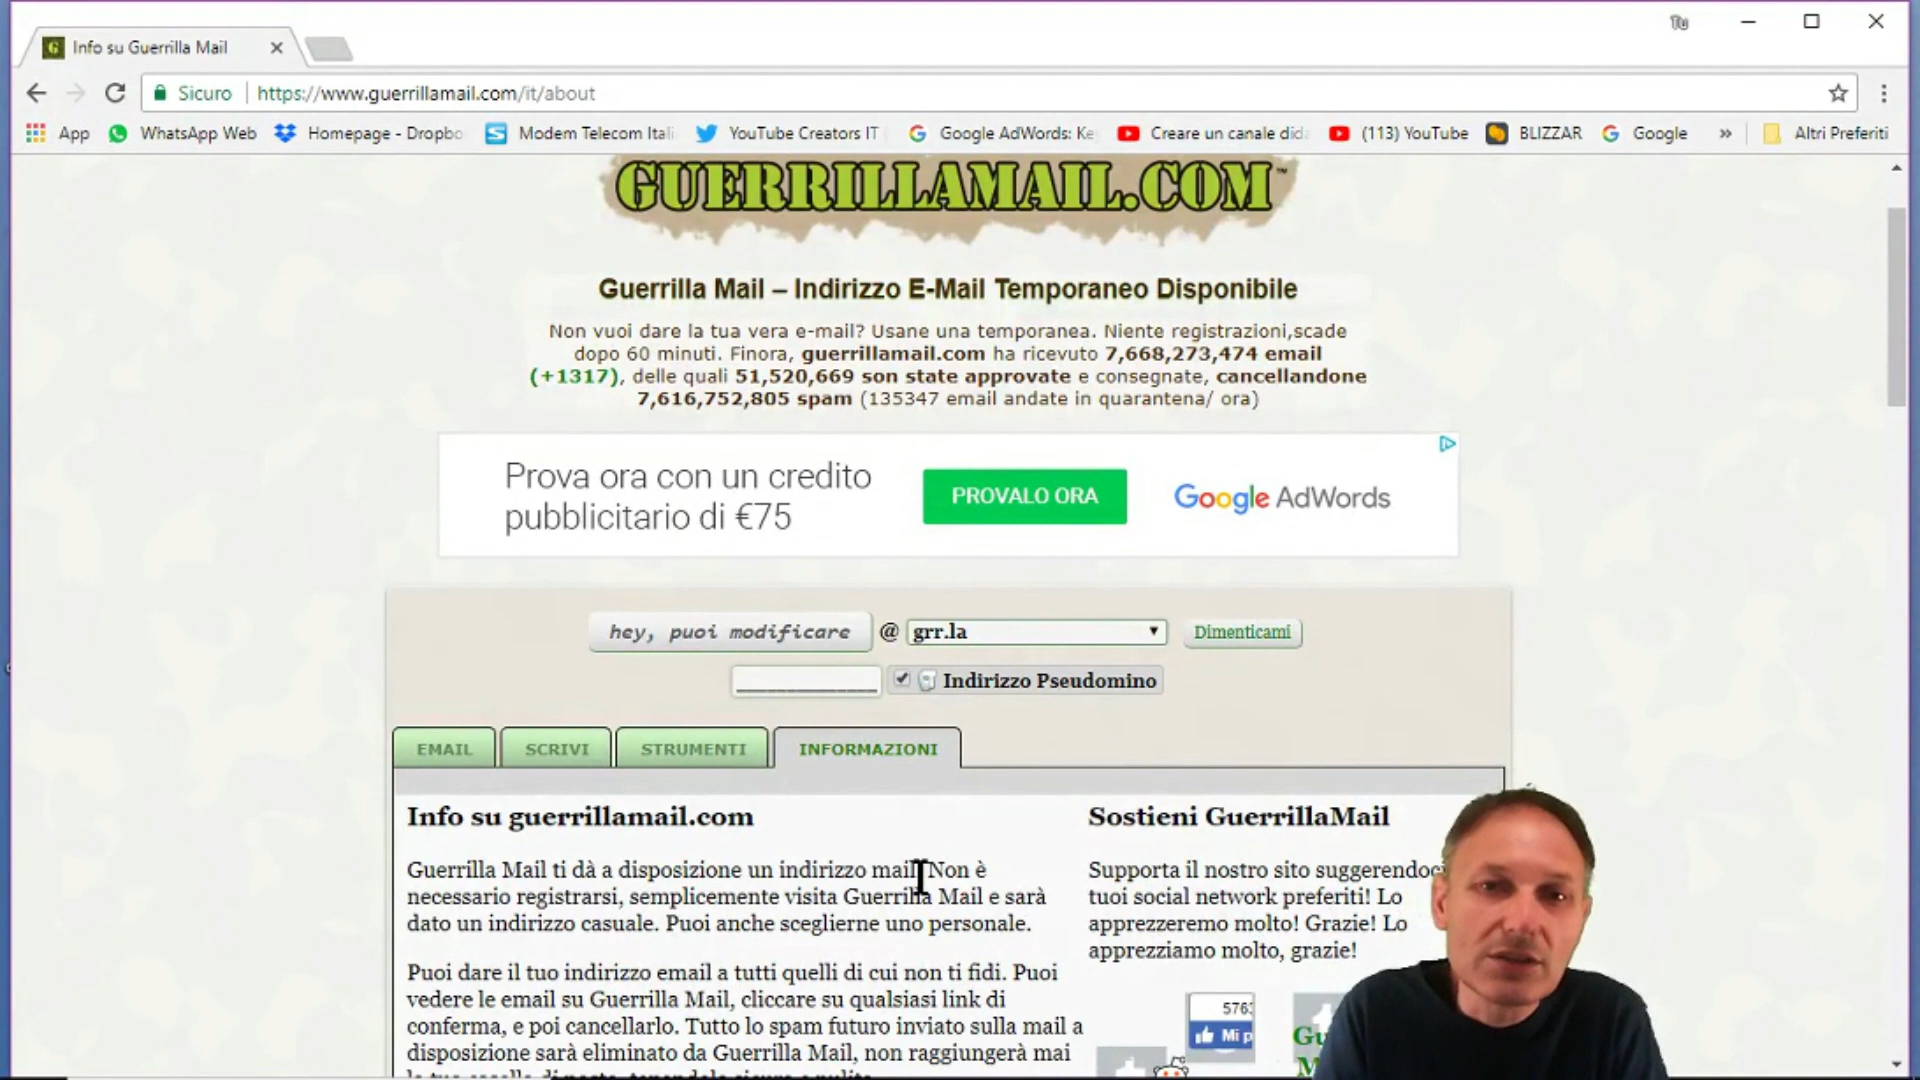 Info su Guerrilla Mail
Tu
Sicuro
https://www.guerrillamail.com/it/about
App
WhatsApp Web
Homepage - Dropbo
Modem Telecom Itali
YouTube Creators IT
Google AdWords: Ke
Creare un canale dida
(113) YouTube
BLIZZAR
Google
»
Altri Preferiti
GUERRILLAMAIL.COM™
Guerrilla Mail – Indirizzo E-Mail Temporaneo Disponibile
Non vuoi dare la tua vera e-mail? Usane una temporanea. Niente registrazioni,scade
dopo 60 minuti. Finora, guerrillamail.com ha ricevuto 7,668,273,474 email
(+1317), delle quali 51,520,669 son state approvate e consegnate, cancellandone
7,616,752,805 spam (135347 email andate in quarantena/ ora)
Prova ora con un credito
pubblicitario di €75
PROVALO ORA
Google AdWords
hey, puoi modificare @ grr.la Dimenticami
Indirizzo Pseudomino
EMAIL SCRIVI STRUMENTI INFORMAZIONI
Info su guerrillamail.com
Guerrilla Mail ti dà a disposizione un indirizzo mail. Non è
necessario registrarsi, semplicemente visita Guerrilla Mail e sarà
dato un indirizzo casuale. Puoi anche sceglierne uno personale.
Puoi dare il tuo indirizzo email a tutti quelli di cui non ti fidi. Puoi
vedere le email su Guerrilla Mail, cliccare su qualsiasi link di
conferma, e poi cancellarlo. Tutto lo spam futuro inviato sulla mail a
disposizione sarà eliminato da Guerrilla Mail, non raggiungerà mai
Sostieni GuerrillaMail
Supporta il nostro sito suggerendoc
tuoi social network preferiti! Lo
apprezzeremo molto! Grazie! Lo
apprezziamo molto, grazie!
576
Mi p
Gu
M